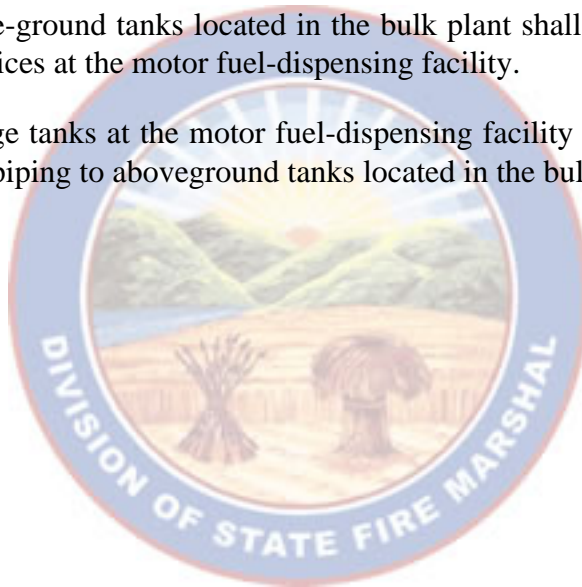 e-ground tanks located in the bulk plant shall
ices at the motor fuel-dispensing facility.
ge tanks at the motor fuel-dispensing facility
piping to aboveground tanks located in the bul
DIVISION OF STATE FIRE MARSHAL